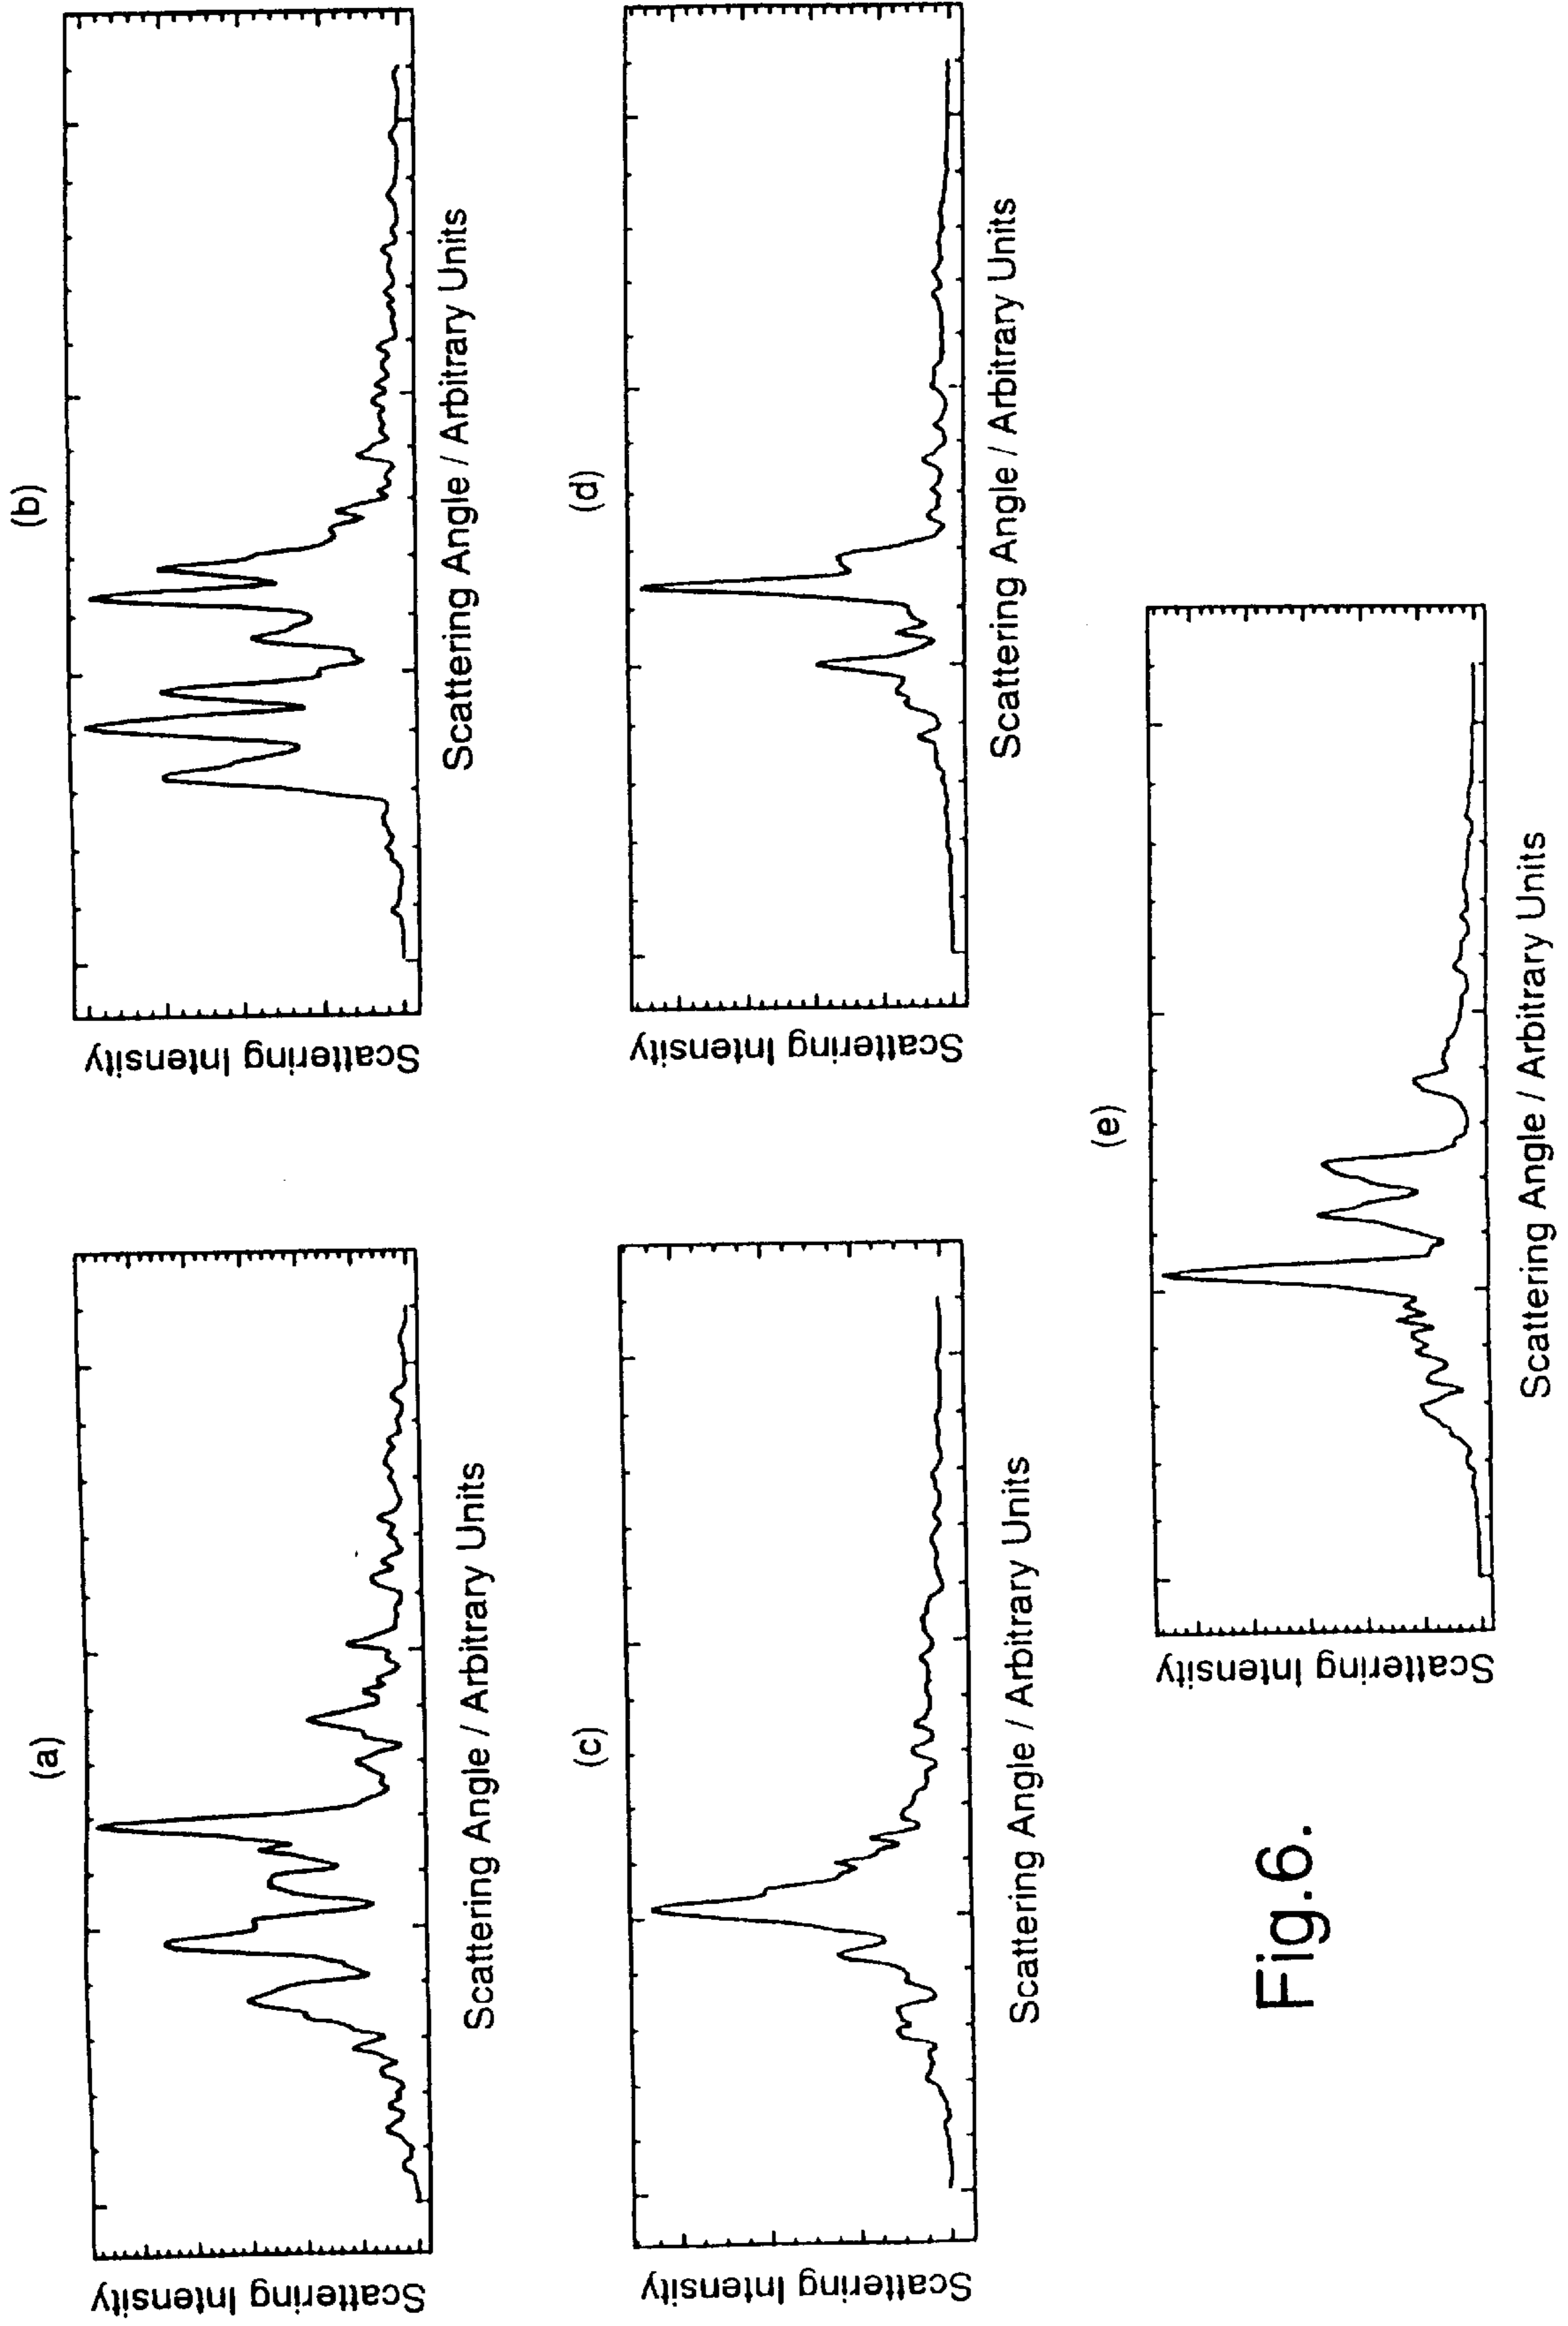 (a)
Scattering Intensity
Scattering Angle / Arbitrary Units
(b)
Scattering Intensity
Scattering Angle / Arbitrary Units
(c)
Scattering Intensity
Scattering Angle / Arbitrary Units
(d)
Scattering Intensity
Scattering Angle / Arbitrary Units
(e)
Scattering Intensity
Scattering Angle / Arbitrary Units
Fig.6.